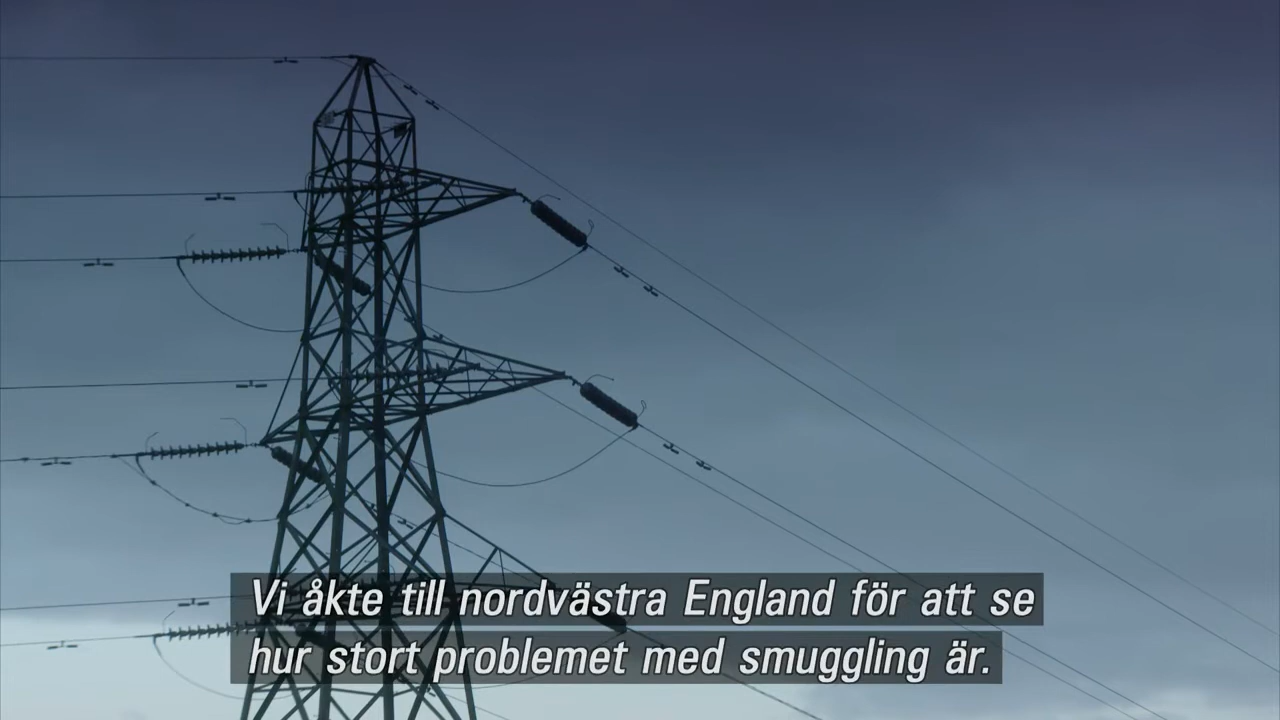 Vi åkte till nordvästra England för att se
hur stort problemet med smuggling är.